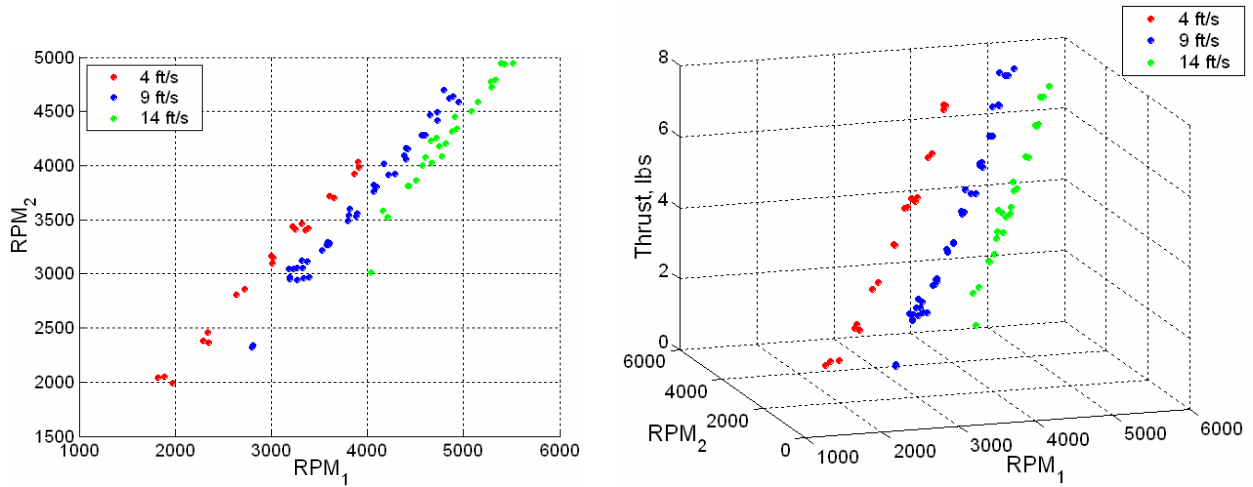 4 ft/s
9 ft/s
14 ft/s
5000
4500
4000
3500
3000
2500
2000
1500
RPM2
1000 2000 3000 4000 5000 6000
RPM1
4 ft/s
9 ft/s
14 ft/s
8
6
4
2
0
Thrust, lbs
6000
4000
2000
0
RPM2
1000 2000 3000 4000 5000 6000
RPM1